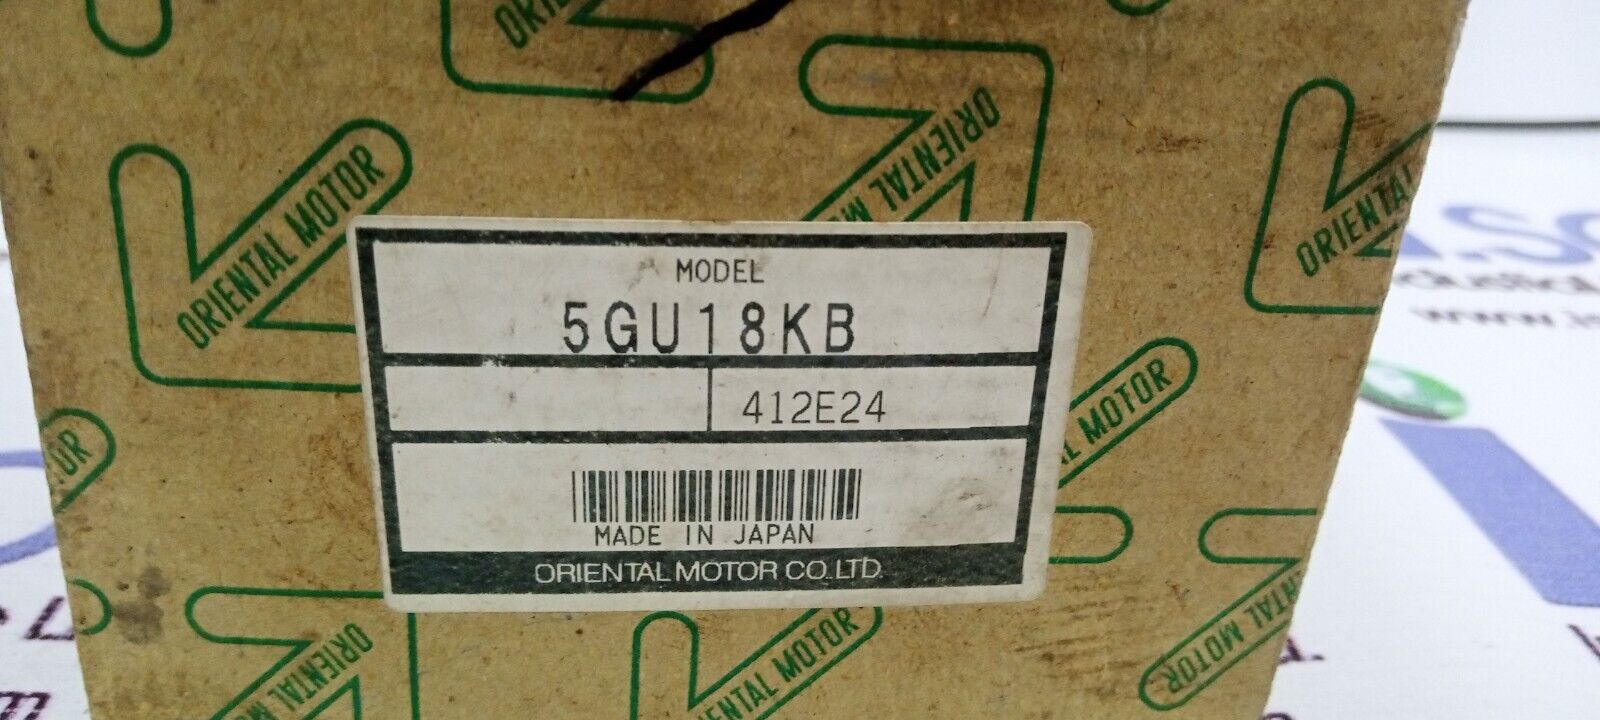 ORIENTAL MOTOR
ORIENTAL MOTOR
ORIENTAL
MODEL
5GU18KB
412E24
MADE IN JAPAN
ORIENTAL MOTOR CO.,LTD.
MOTOR
ORIENTAL
ORIENTAL MOTOR
MOTOR